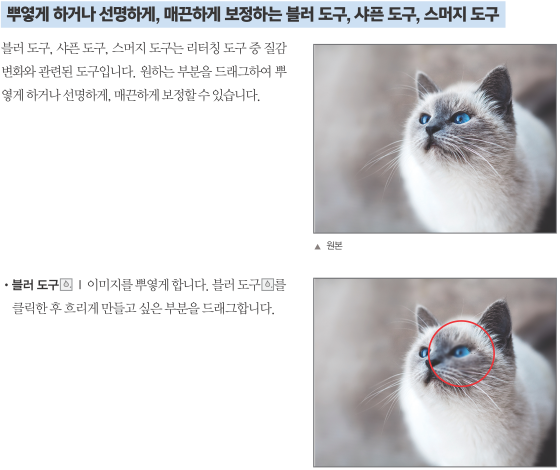 뿌옇게 하거나 선명하게, 매끈하게 보정하는 블러 도구, 샤픈 도구, 스머지 도구
블러 도구, 샤픈 도구, 스머지 도구는 리터칭 도구 중 질감
변화와 관련된 도구입니다. 원하는 부분을 드래그하여 뿌
옇게 하거나 선명하게, 매끈하게 보정할 수 있습니다.
▲ 원본
• 블러 도구 | 이미지를 뿌옇게 합니다. 블러 도구를
클릭한 후 흐리게 만들고 싶은 부분을 드래그합니다.